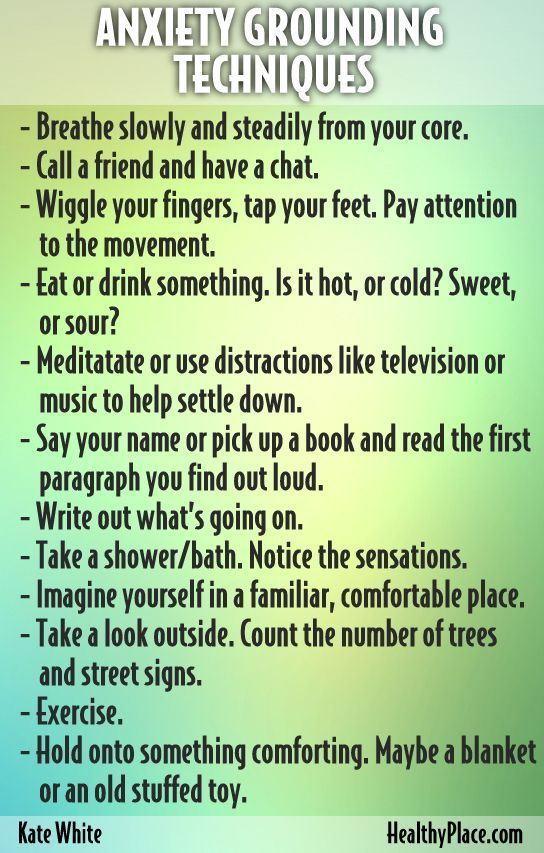 ANXIETY GROUNDING
TECHNIQUES
- Breathe slowly and steadily from your core.
- Call a friend and have a chat.
- Wiggle your fingers, tap your feet. Pay attention
to the movement.
- Eat or drink something. Is it hot, or cold? Sweet,
or sour?
- Meditatate or use distractions like television or
music to help settle down.
- Say your name or pick up a book and read the first
paragraph you find out loud.
- Write out what's going on.
- Take a shower/bath. Notice the sensations.
- Imagine yourself in a familiar, comfortable place.
- Take a look outside. Count the number of trees
and street signs.
- Exercise.
- Hold onto something comforting. Maybe a blanket
or an old stuffed toy.
Kate White HealthyPlace.com